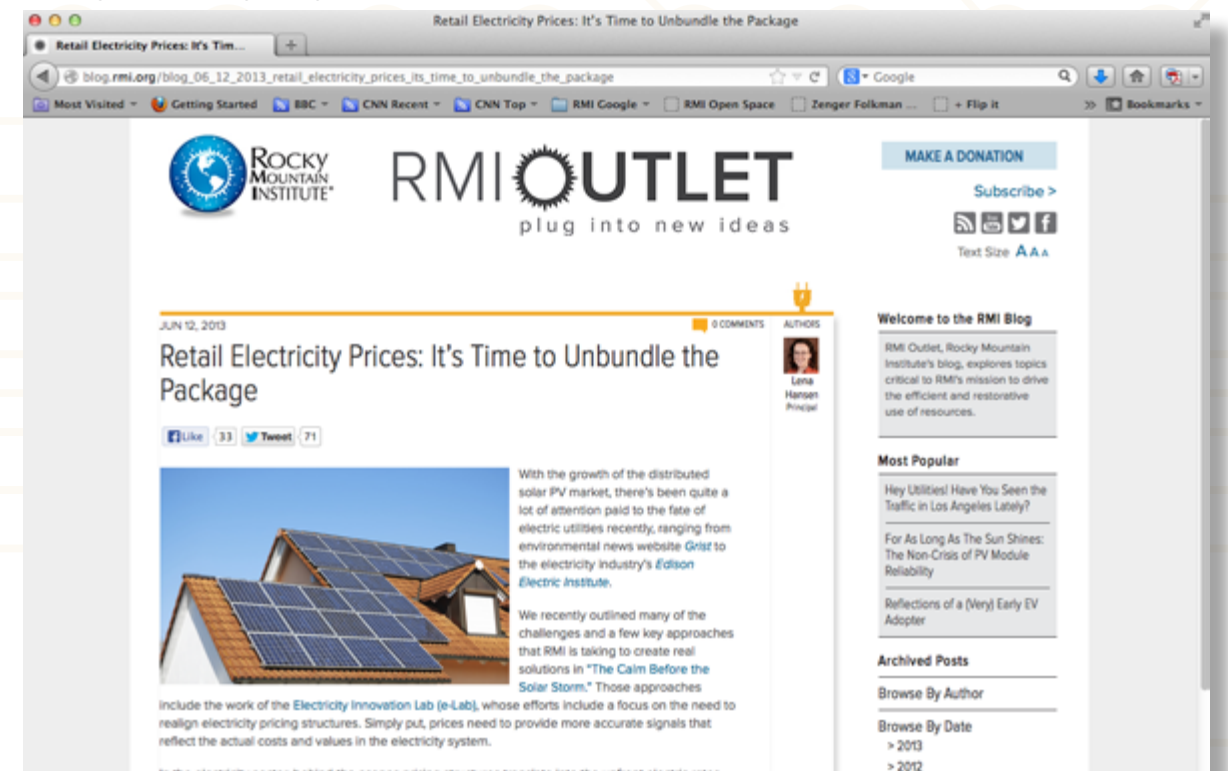 Retail Electricity Prices: It's Time to Unbundle the Package
Retail Electricity Prices: It's Tim...
blog.rmi.org/blog_06_12_2013_retail_electricity_prices_its_time_to_unbundle_the_package
Google
Most Visited
Getting Started
BBC
CNN Recent
CNN Top
RMI Google
RMI Open Space
Zenger Folkman ...
+ Flip it
Bookmarks
ROCKY
MOUNTAIN
INSTITUTE®
RMI OUTLET
plug into new ideas
MAKE A DONATION
Subscribe >
Text Size A A A
JUN 12, 2013
0 COMMENTS
AUTHORS
Retail Electricity Prices: It's Time to Unbundle the
Package
Lena
Hansen
Principal
Like 33
Tweet 71
With the growth of the distributed
solar PV market, there's been quite a
lot of attention paid to the fate of
electric utilities recently, ranging from
environmental news website Grist to
the electricity industry's Edison
Electric Institute.
We recently outlined many of the
challenges and a few key approaches
that RMI is taking to create real
solutions in "The Calm Before the
Solar Storm." Those approaches
include the work of the Electricity Innovation Lab (e-Lab), whose efforts include a focus on the need to
realign electricity pricing structures. Simply put, prices need to provide more accurate signals that
reflect the actual costs and values in the electricity system.
Welcome to the RMI Blog
RMI Outlet, Rocky Mountain
Institute's blog, explores topics
critical to RMI's mission to drive
the efficient and restorative
use of resources.
Most Popular
Hey Utilities! Have You Seen the
Traffic in Los Angeles Lately?
For As Long As The Sun Shines:
The Non-Crisis of PV Module
Reliability
Reflections of a (Very) Early EV
Adopter
Archived Posts
Browse By Author
Browse By Date
> 2013
> 2012